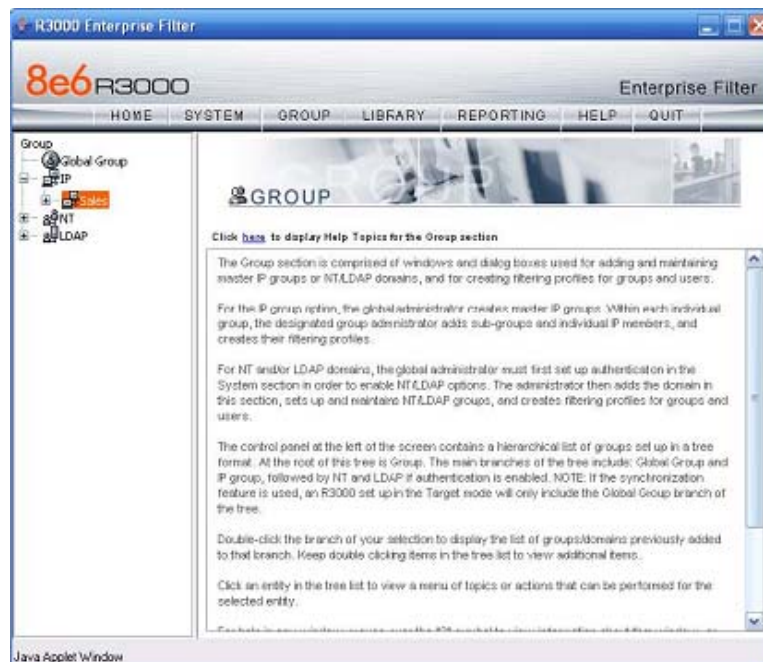 R3000 Enterprise Filter
8e6 R3000
Enterprise Filter
HOME SYSTEM GROUP LIBRARY REPORTING HELP QUIT
Group
Global Group
IP
Sales
NT
LDAP
GROUP
GROUP
Click here to display Help Topics for the Group section
The Group section is comprised of windows and dialog boxes used for adding and maintaining
master IP groups or NT/LDAP domains, and for creating filtering profiles for groups and users.
For the IP group option, the global administrator creates master IP groups. Within each individual
group, the designated group administrator adds sub-groups and individual IP members, and
creates their filtering profiles.
For NT and/or LDAP domains, the global administrator must first set up authentication in the
System section in order to enable NT/LDAP options. The administrator then adds the domain in
this section, sets up and maintains NT/LDAP groups, and creates filtering profiles for groups and
users.
The control panel at the left of the screen contains a hierarchical list of groups set up in a tree
format. At the root of this tree is Group. The main branches of the tree include: Global Group and
IP group, followed by NT and LDAP if authentication is enabled. NOTE: If the synchronization
feature is used, an R3000 set up in the Target mode will only include the Global Group branch of
the tree.
Double-click the branch of your selection to display the list of groups/domains previously added
to that branch. Keep double clicking items in the tree list to view additional items.
Click an entity in the tree list to view a menu of topics or actions that can be performed for the
selected entity.
Java Applet Window